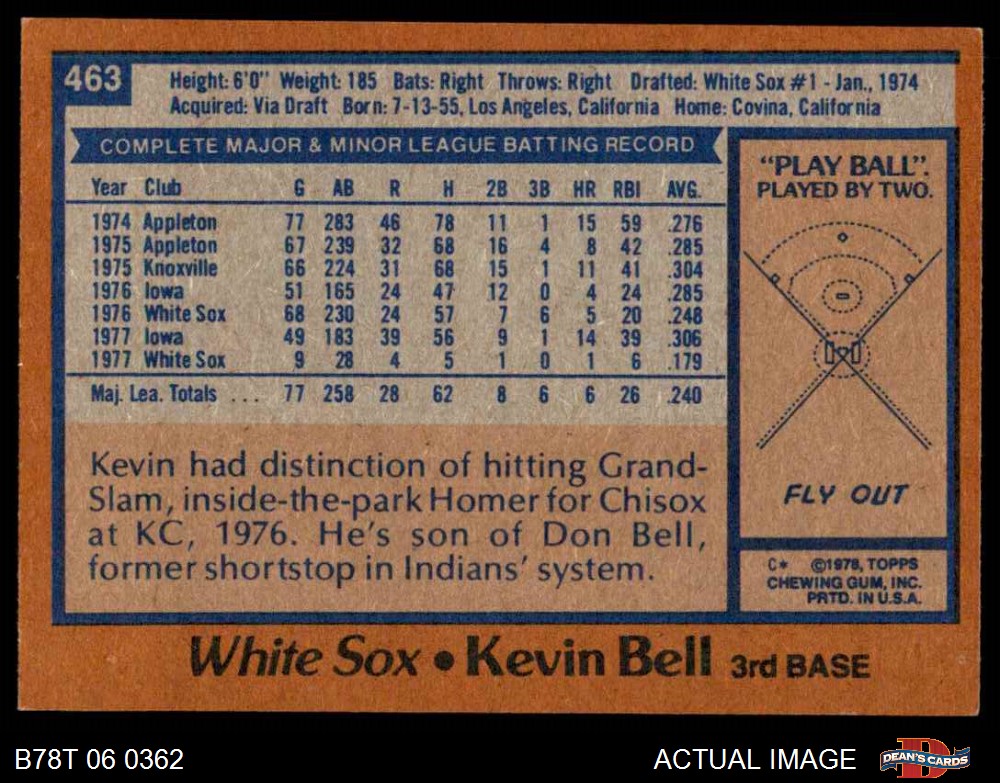 463
Height: 6'0" Weight: 185 Bats: Right Throws: Right Drafted: White Sox #1 - Jan., 1974
Acquired: Via Draft Born: 7-13-55, Los Angeles, California Home: Covina, California
COMPLETE MAJOR & MINOR LEAGUE BATTING RECORD
Year Club G AB R H 2B 3B HR RBI AVG.
1974 Appleton 77 283 46 78 11 1 15 59 .276
1975 Appleton 67 239 32 68 16 4 8 42 .285
1975 Knoxville 66 224 31 68 15 1 11 41 .304
1976 Iowa 51 165 24 47 12 0 4 24 .285
1976 White Sox 68 230 24 57 7 6 5 20 .248
1977 Iowa 49 183 39 56 9 1 14 39 .306
1977 White Sox 9 28 4 5 1 0 1 6 .179
Maj. Lea. Totals ... 77 258 28 62 8 6 6 26 .240
Kevin had distinction of hitting Grand-
Slam, inside-the-park Homer for Chisox
at KC, 1976. He's son of Don Bell,
former shortstop in Indians' system.
"PLAY BALL".
PLAYED BY TWO.
FLY OUT
C* ©1978, TOPPS
CHEWING GUM, INC.
PRTD. IN U.S.A.
White Sox • Kevin Bell 3rd BASE
B78T 06 0362
ACTUAL IMAGE
D
DEAN'S CARDS